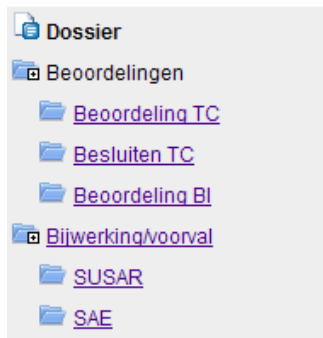 Dossier
Beoordelingen
Beoordeling TC
Besluiten TC
Beoordeling BI
Bijwerking/voorval
SUSAR
SAE